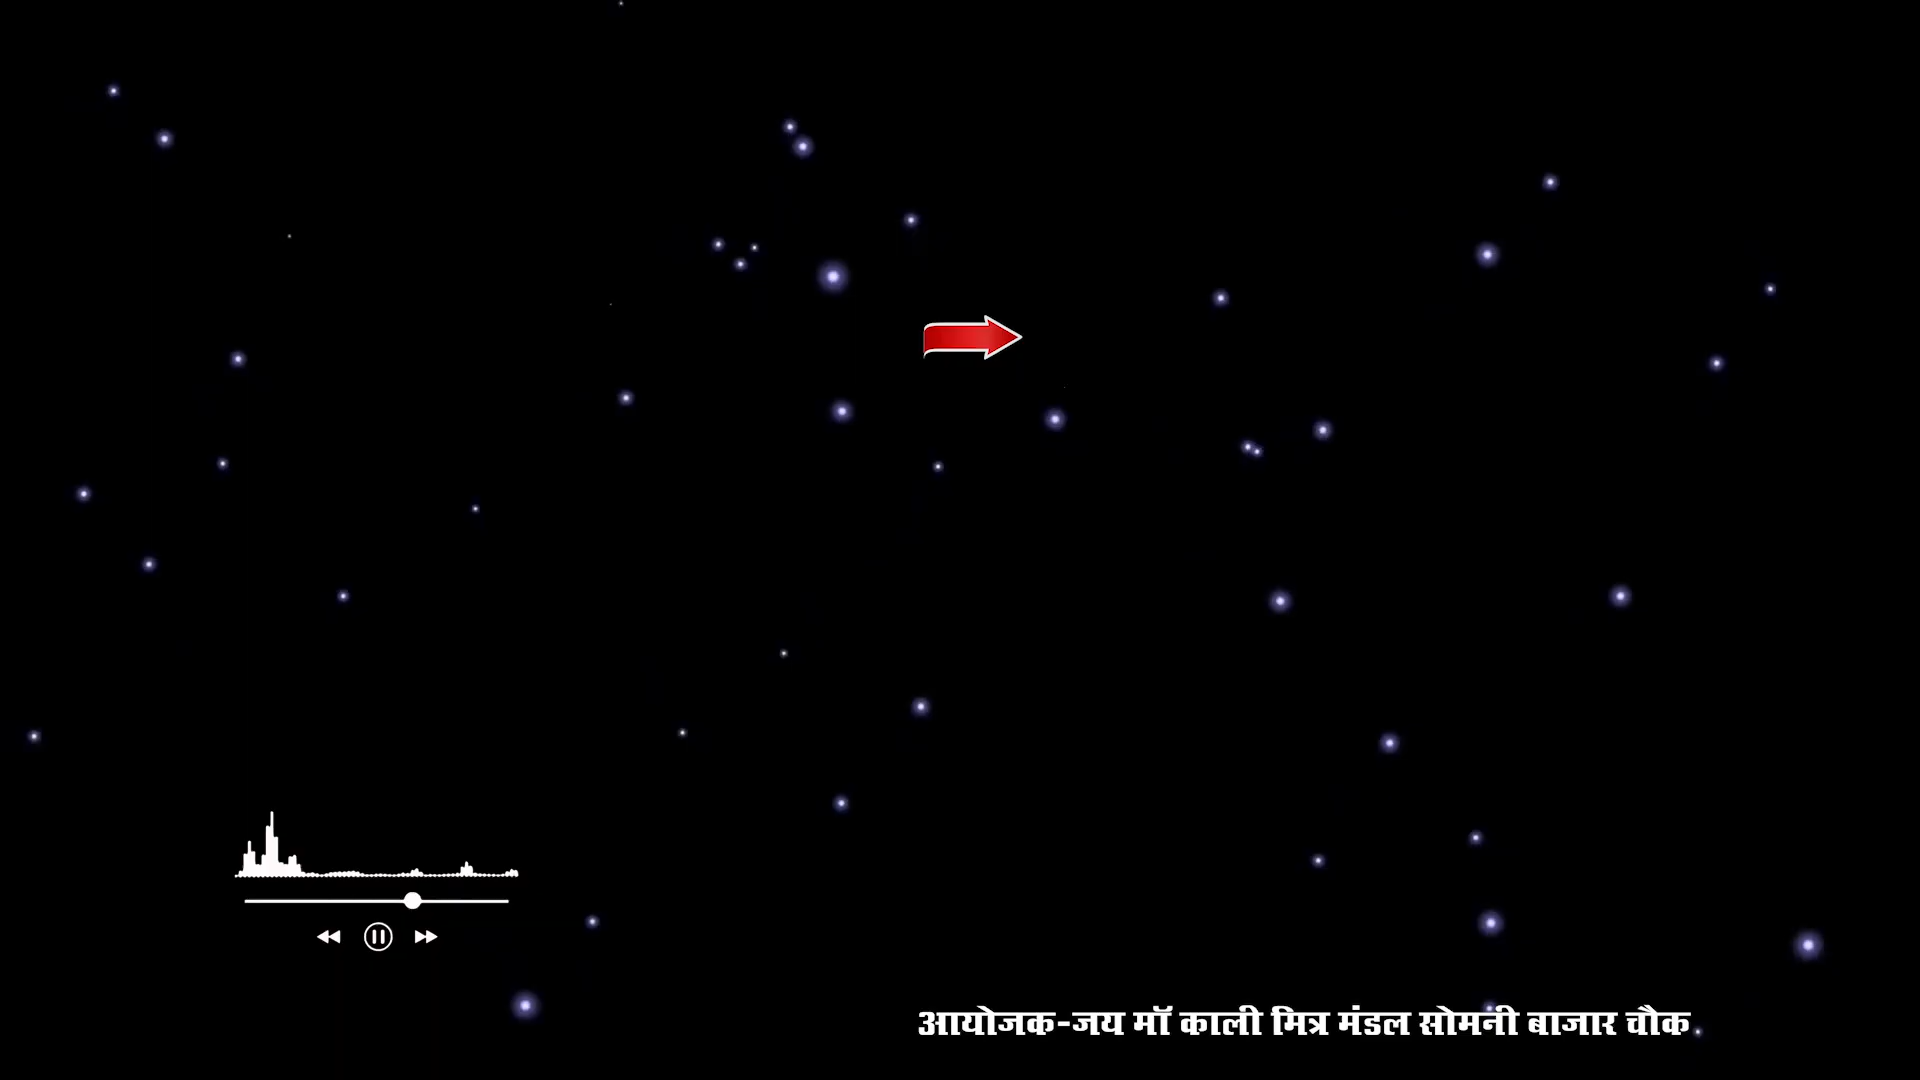 आयोजक-जय मॉ काली मित्र मंडल सोमनी बाजार चौक